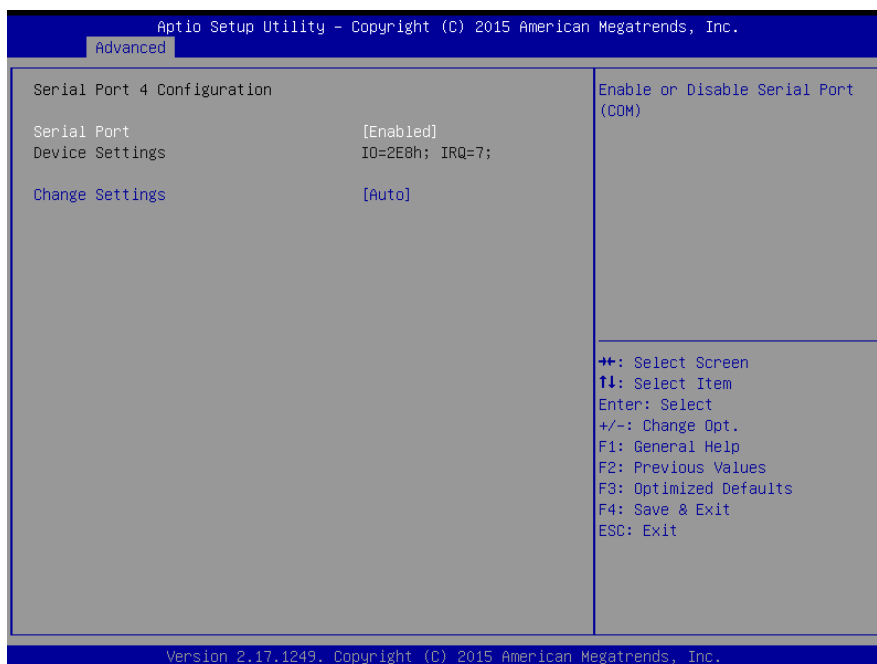 Aptio Setup Utility – Copyright (C) 2015 American Megatrends, Inc.
Advanced
Serial Port 4 Configuration
Serial Port [Enabled]
Device Settings IO=2E8h; IRQ=7;
Change Settings [Auto]
Enable or Disable Serial Port
(COM)
→←: Select Screen
↑↓: Select Item
Enter: Select
+/-: Change Opt.
F1: General Help
F2: Previous Values
F3: Optimized Defaults
F4: Save & Exit
ESC: Exit
Version 2.17.1249. Copyright (C) 2015 American Megatrends, Inc.